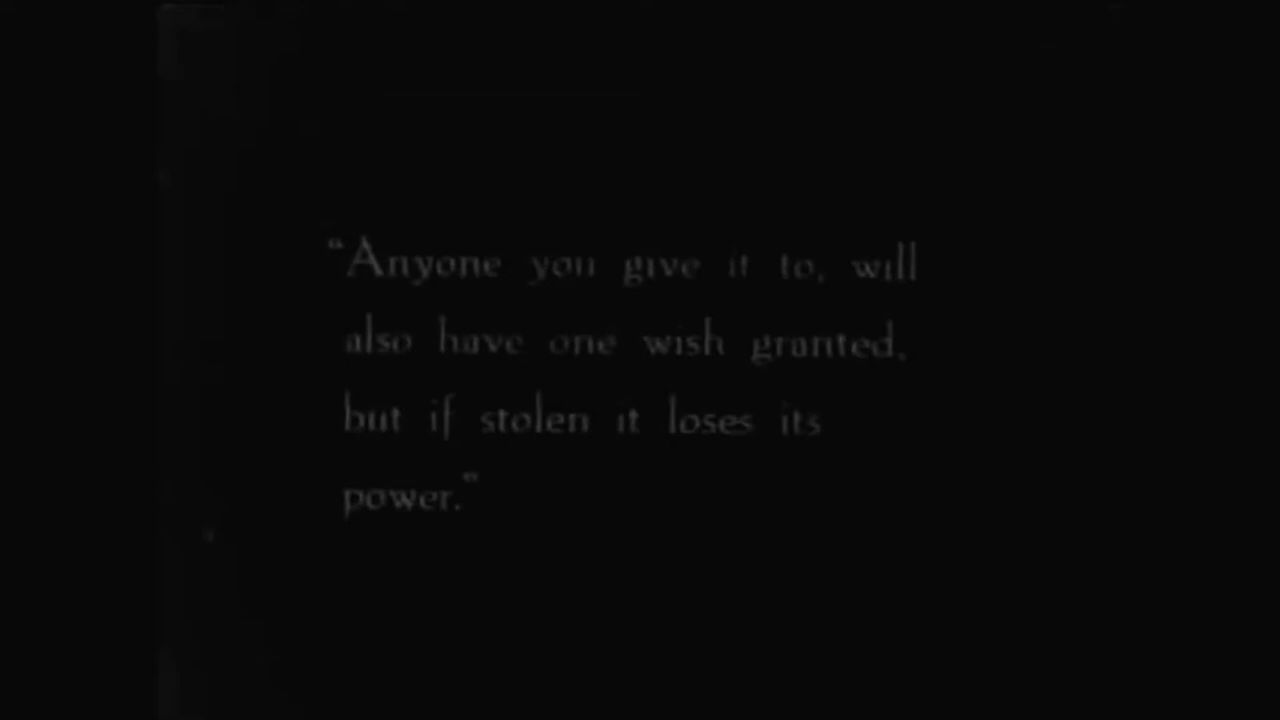 “Anyone you give it to, will
also have one wish granted,
but if stolen it loses its
power.”